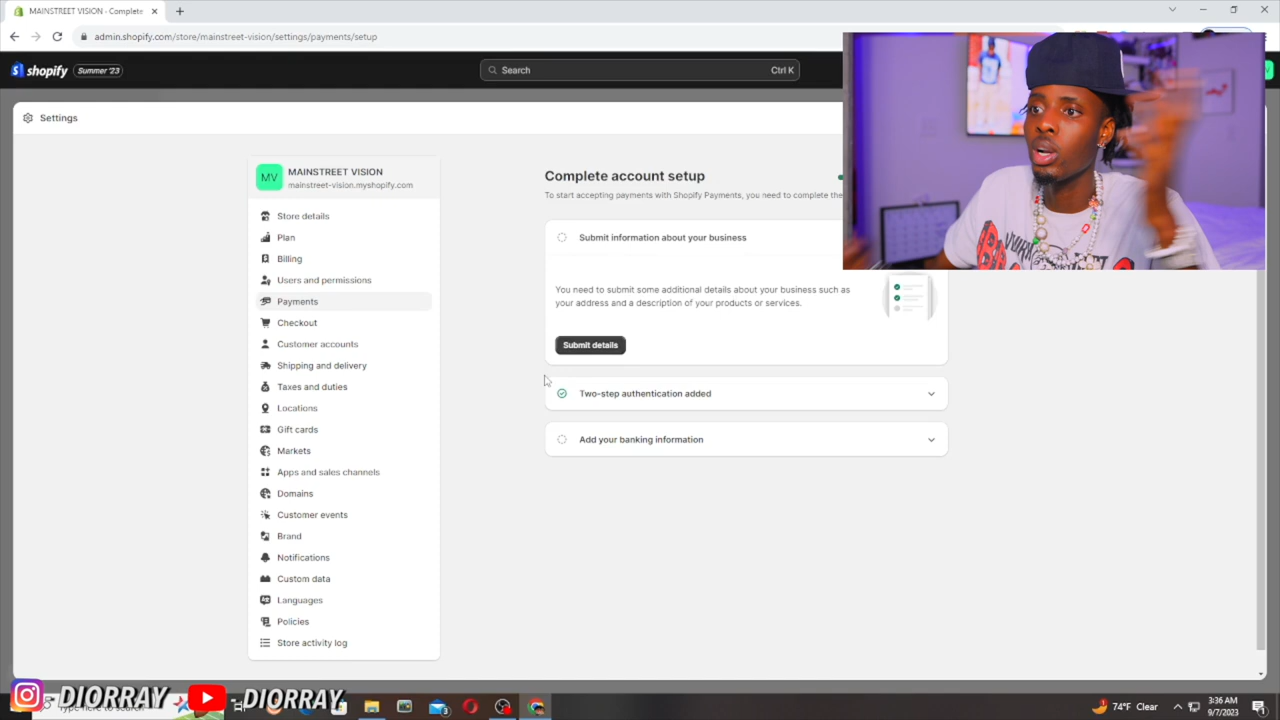 MAINSTREET VISION - Complete
admin.shopify.com/store/mainstreet-vision/settings/payments/setup
shopify
Summer '23
Search
Ctrl K
Settings
MV
MAINSTREET VISION
mainstreet-vision.myshopify.com
Store details
Plan
Billing
Users and permissions
Payments
Checkout
Customer accounts
Shipping and delivery
Taxes and duties
Locations
Gift cards
Markets
Apps and sales channels
Domains
Customer events
Brand
Notifications
Custom data
Languages
Policies
Store activity log
Complete account setup
To start accepting payments with Shopify Payments, you need to complete the
Submit information about your business
You need to submit some additional details about your business such as
your address and a description of your products or services.
Submit details
Two-step authentication added
Add your banking information
DIORRAY
DIORRAY
Type here to search
3
74°F Clear
3:36 AM
9/7/2023
1